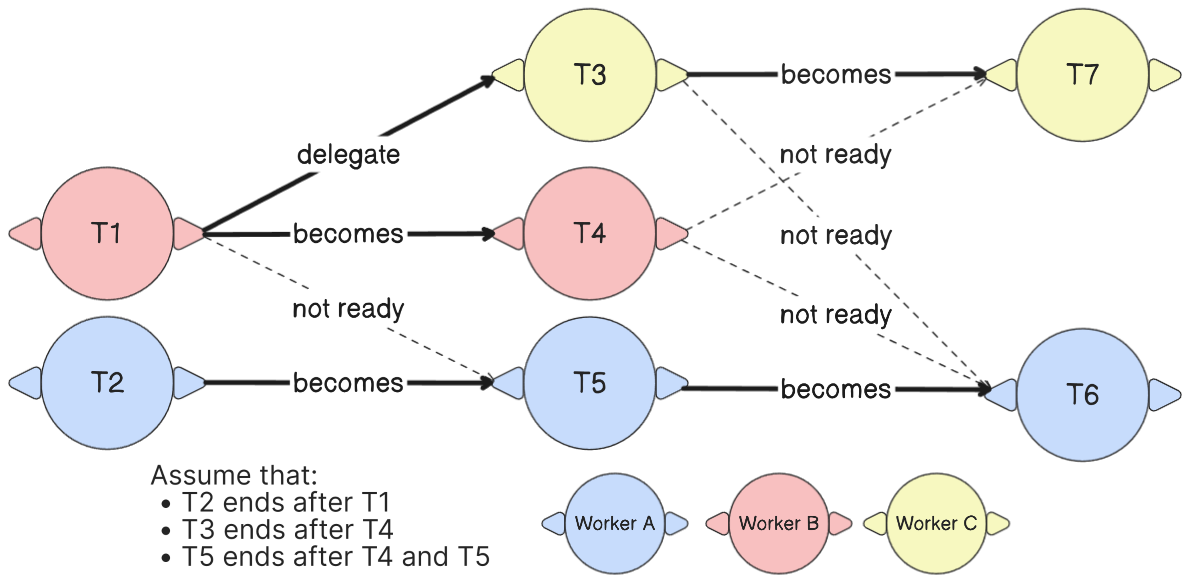 T3
becomes
T7
delegate
not ready
T1
becomes
T4
not ready
not ready
not ready
T2
becomes
T5
becomes
T6
Assume that:
• T2 ends after T1
• T3 ends after T4
• T5 ends after T4 and T5
Worker A
Worker B
Worker C